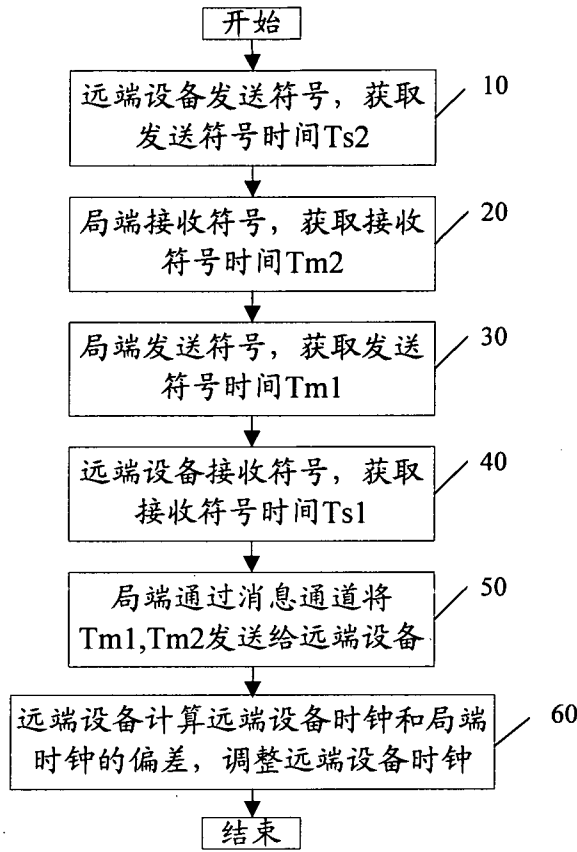 开始
远端设备发送符号，获取
发送符号时间Ts2
10
局端接收符号，获取接收
符号时间Tm2
20
局端发送符号，获取发送
符号时间Tm1
30
远端设备接收符号，获取
接收符号时间Ts1
40
局端通过消息通道将
Tm1,Tm2发送给远端设备
50
远端设备计算远端设备时钟和局端
时钟的偏差，调整远端设备时钟
60
结束